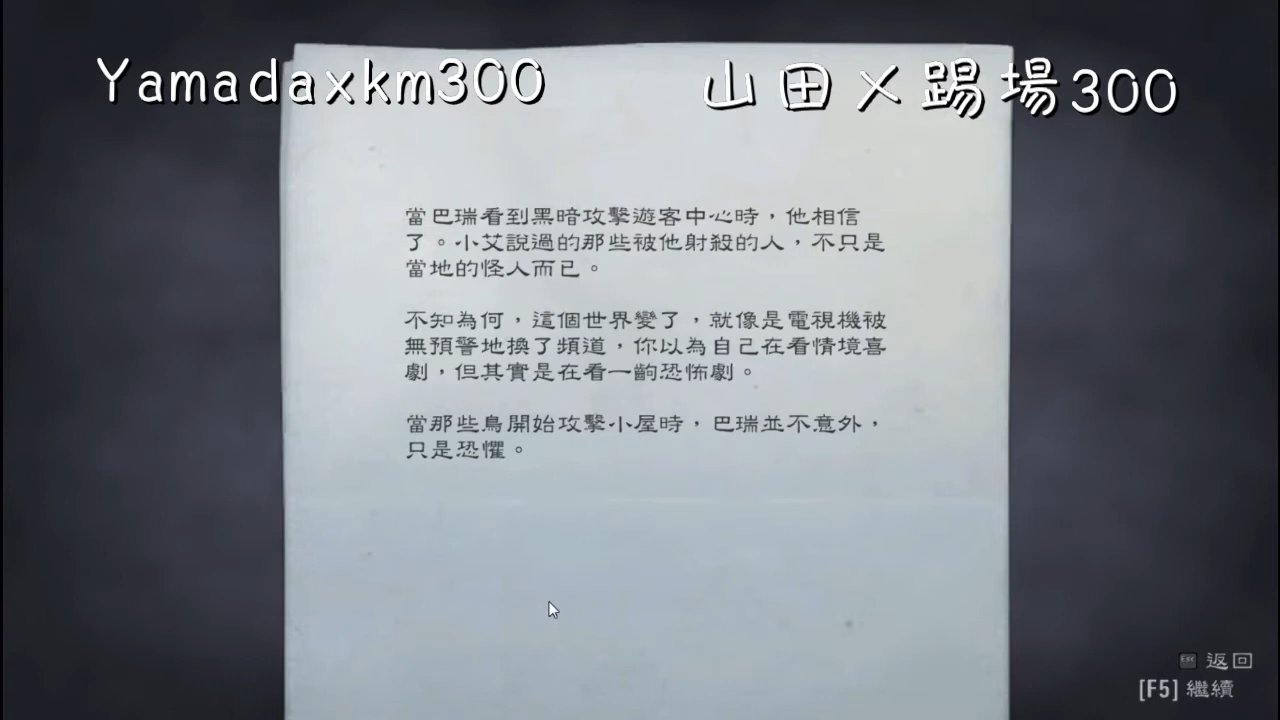 Yamadaxkm300
山田X踢場300
當巴瑞看到黑暗攻擊遊客中心時，他相信
了。小艾說過的那些被他射殺的人，不只是
當地的怪人而已。
不知為何，這個世界變了，就像是電視機被
無預警地換了頻道，你以為自己在看情境喜
劇，但其實是在看一齣恐怖劇。
當那些鳥開始攻擊小屋時，巴瑞並不意外，
只是恐懼。
Esc 返回
[F5] 繼續